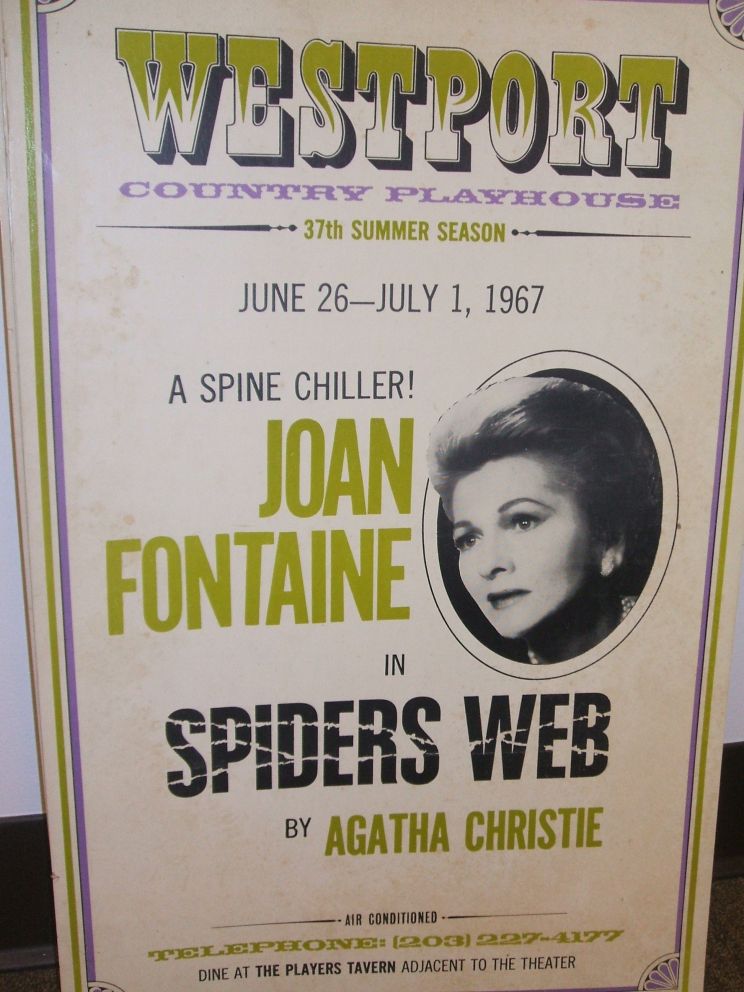 WESTPORT
COUNTRY PLAYHOUSE
37th SUMMER SEASON
JUNE 26—JULY 1, 1967
A SPINE CHILLER!
JOAN
FONTAINE
IN
SPIDERS WEB
BY AGATHA CHRISTIE
AIR CONDITIONED
TELEPHONE: (203) 227-4177
DINE AT THE PLAYERS TAVERN ADJACENT TO THE THEATER